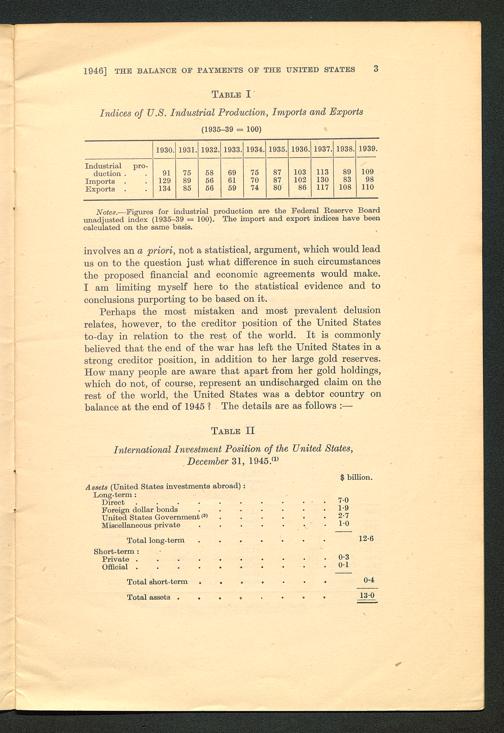 1946] THE BALANCE OF PAYMENTS OF THE UNITED STATES 3
TABLE I
Indices of U.S. Industrial Production, Imports and Exports
(1935-39 = 100)
1930. 1931. 1932. 1933. 1934. 1935. 1936. 1937. 1938. 1939.
Industrial pro-
duction . 91 75 58 69 75 87 103 113 89 109
Imports . . 129 89 56 61 70 87 102 130 83 98
Exports . . 134 85 56 59 74 80 86 117 108 110
Notes.—Figures for industrial production are the Federal Reserve Board
unadjusted index (1935-39 = 100). The import and export indices have been
calculated on the same basis.
involves an a priori, not a statistical, argument, which would lead
us on to the question just what difference in such circumstances
the proposed financial and economic agreements would make.
I am limiting myself here to the statistical evidence and to
conclusions purporting to be based on it.
Perhaps the most mistaken and most prevalent delusion
relates, however, to the creditor position of the United States
to-day in relation to the rest of the world. It is commonly
believed that the end of the war has left the United States in a
strong creditor position, in addition to her large gold reserves.
How many people are aware that apart from her gold holdings,
which do not, of course, represent an undischarged claim on the
rest of the world, the United States was a debtor country on
balance at the end of 1945? The details are as follows :—
TABLE II
International Investment Position of the United States,
December 31, 1945.(1)
$ billion.
Assets (United States investments abroad) :
Long-term :
Direct . . . . . . . . 7·0
Foreign dollar bonds . . . . . . 1·9
United States Government (2) . . . . . . 2·7
Miscellaneous private . . . . . . 1·0
Total long-term . . . . . . 12·6
Short-term :
Private . . . . . . . . 0·3
Official . . . . . . . . 0·1
Total short-term . . . . . . 0·4
Total assets . . . . . . . 13·0